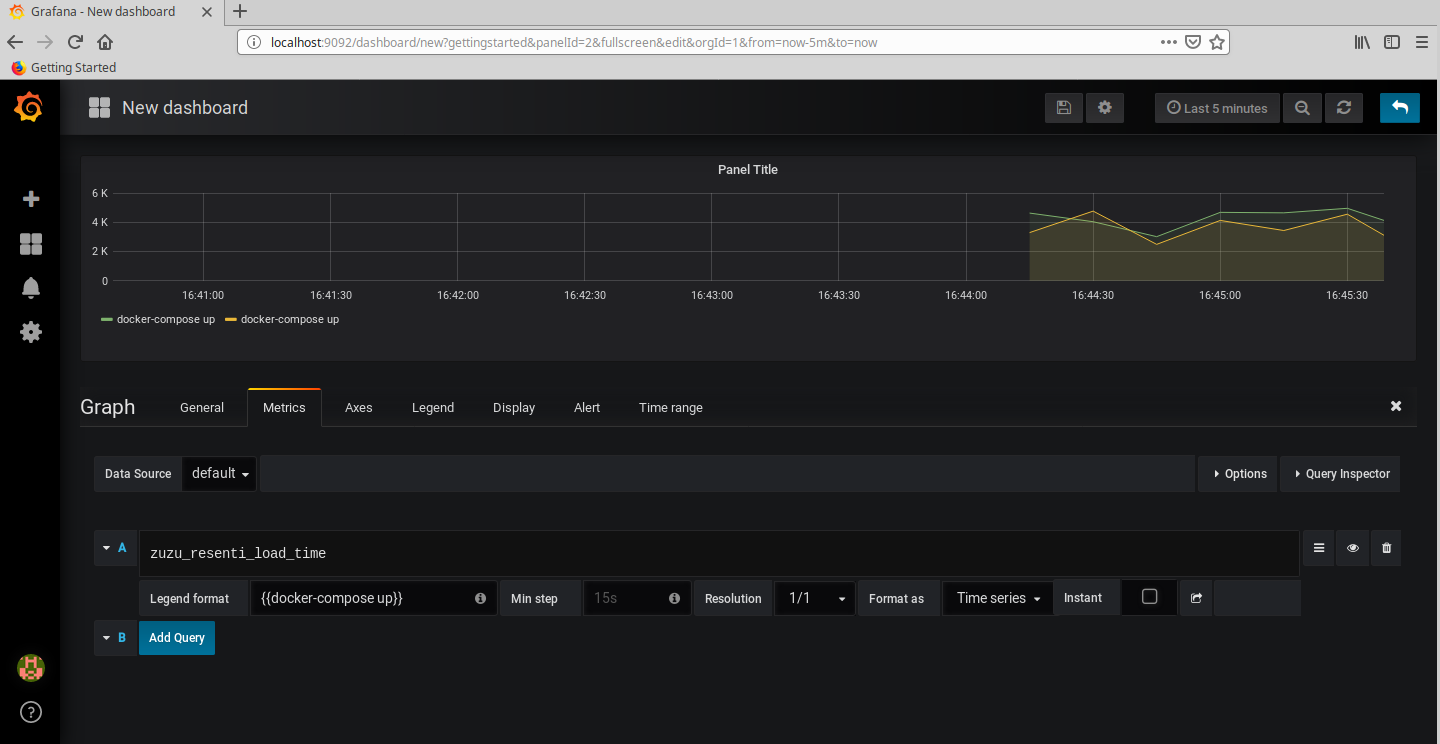 Grafana - New dashboard
localhost:9092/dashboard/new?gettingstarted&panelId=2&fullscreen&edit&orgId=1&from=now-5m&to=now
Getting Started
New dashboard
Last 5 minutes
Panel Title
6 K
4 K
2 K
0
16:41:00 16:41:30 16:42:00 16:42:30 16:43:00 16:43:30 16:44:00 16:44:30 16:45:00 16:45:30
docker-compose up docker-compose up
Graph General Metrics Axes Legend Display Alert Time range
Data Source default Options Query Inspector
A zuzu_resenti_load_time
Legend format {{docker-compose up}} Min step 15s Resolution 1/1 Format as Time series Instant
B Add Query